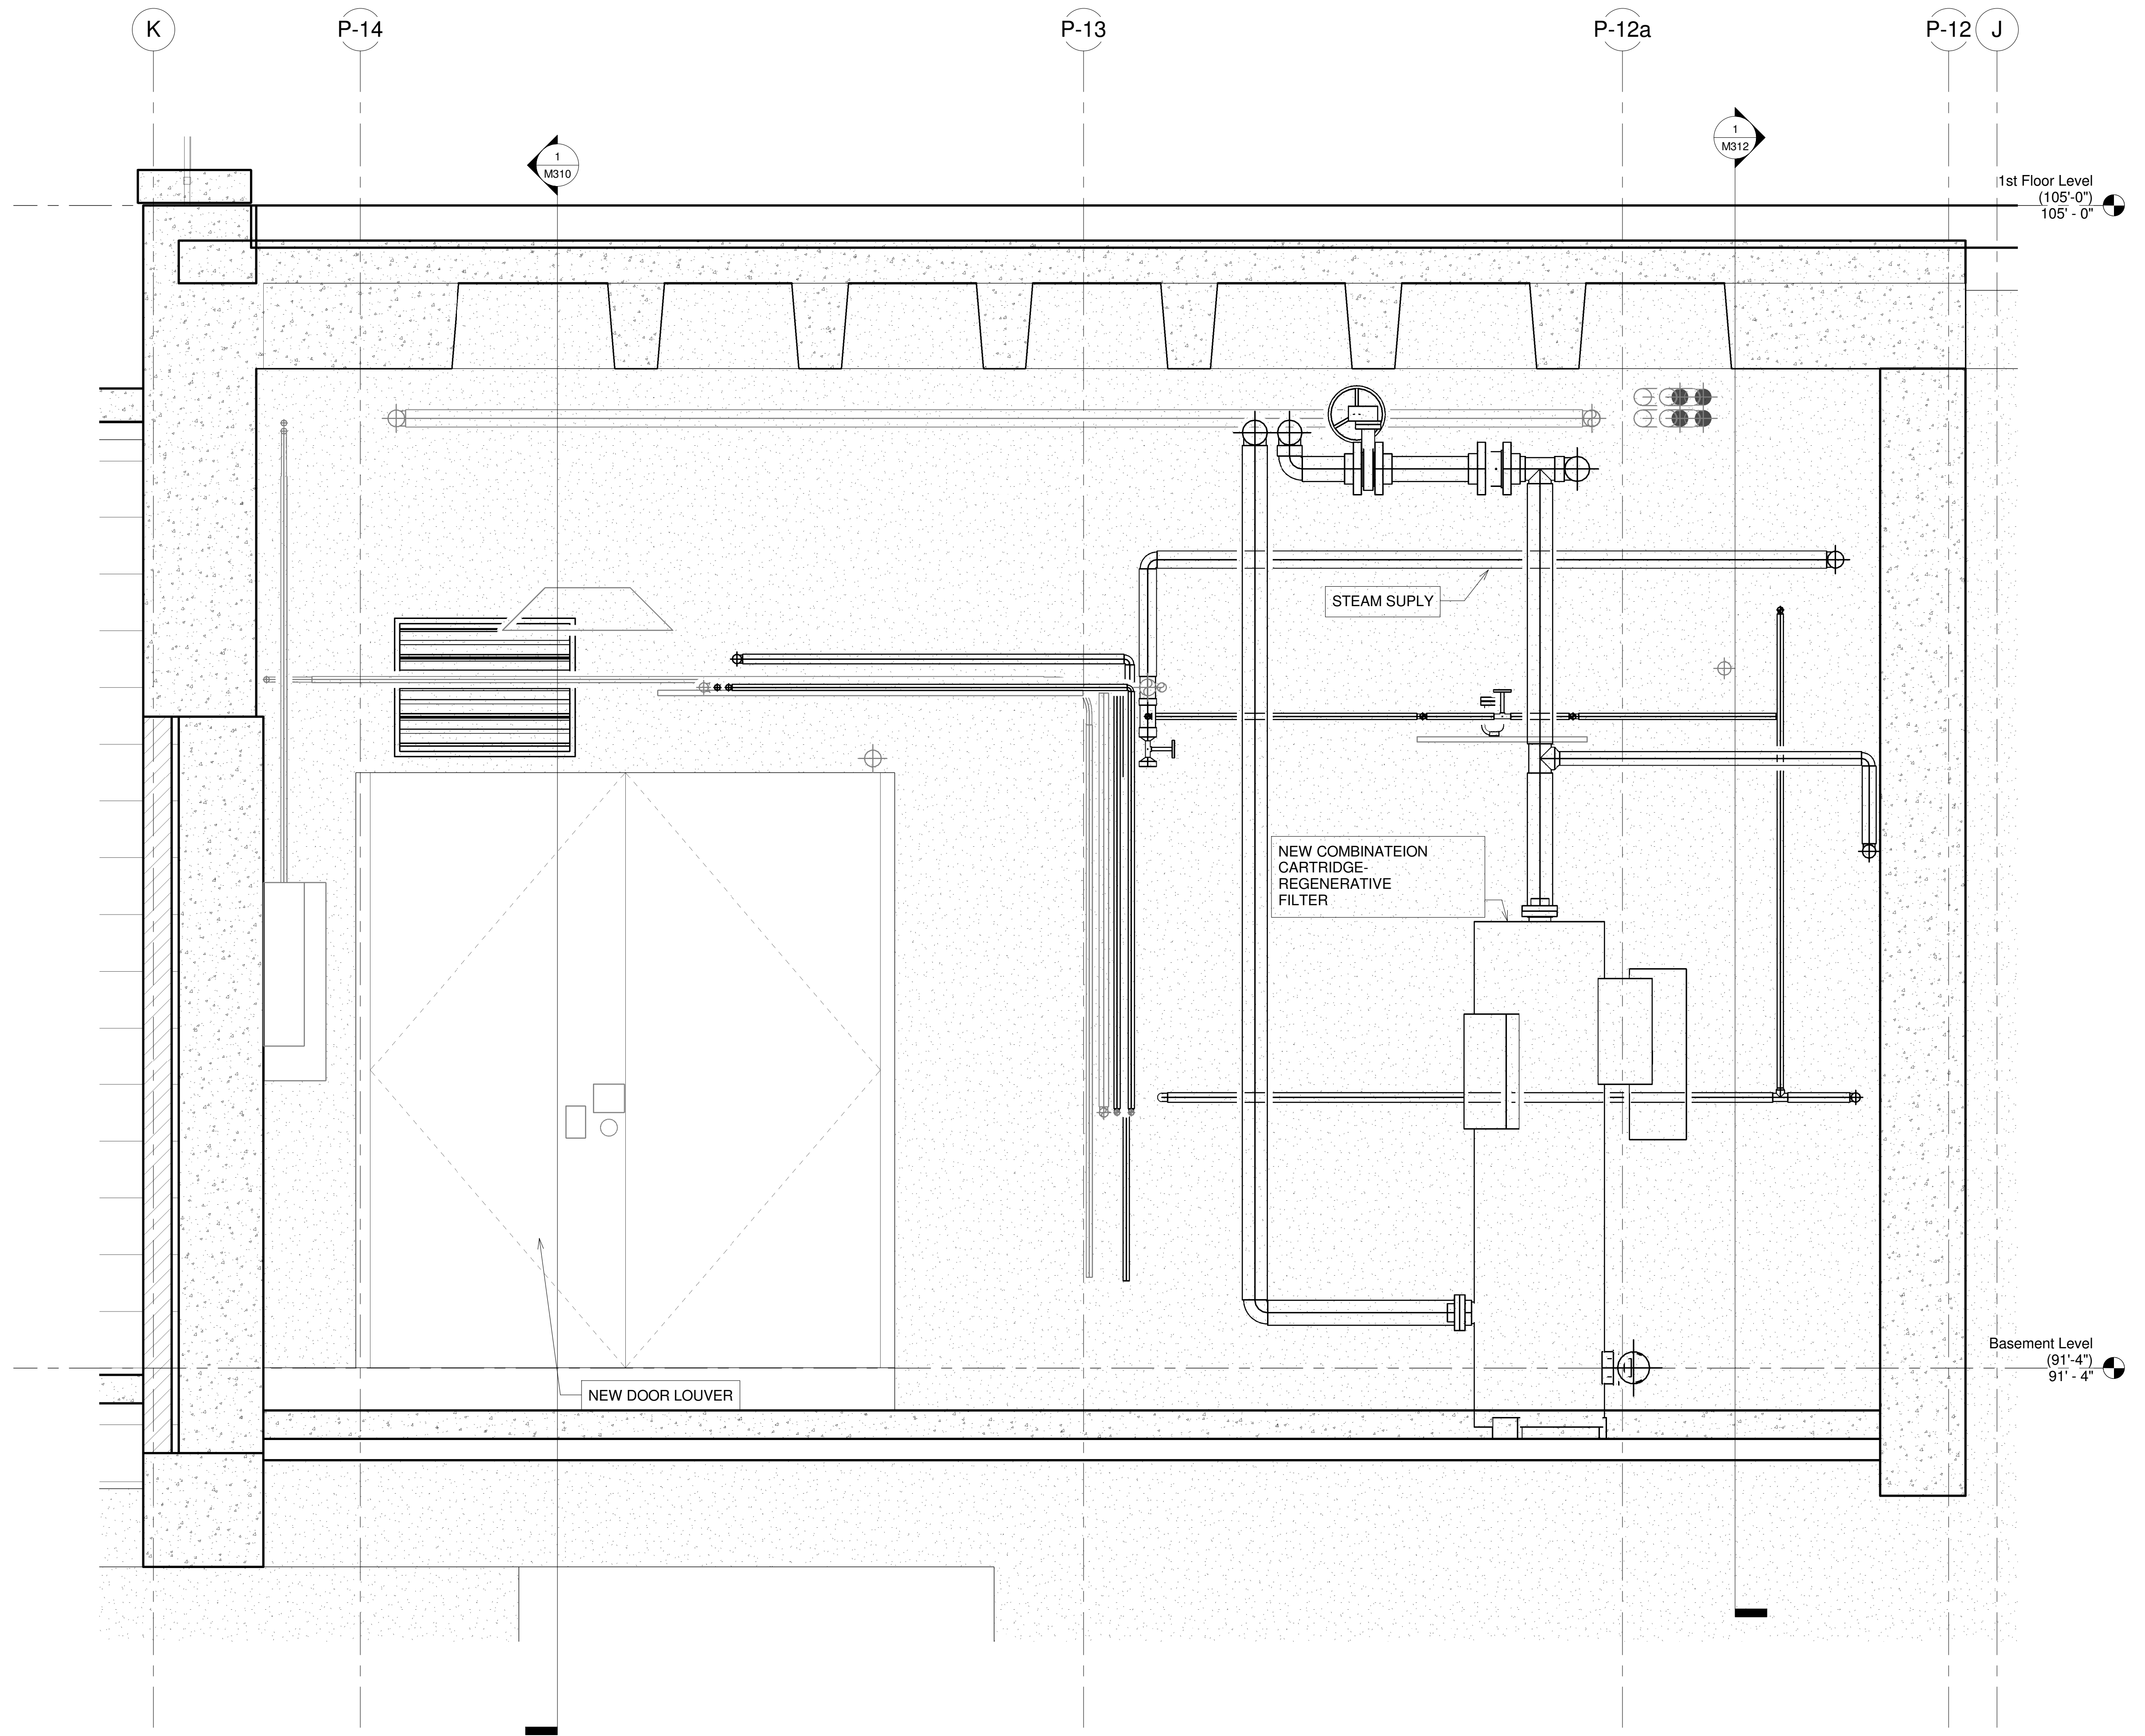 K
P-14
P-13
P-12a
P-12
J
1
M310
1
M312
1st Floor Level
(105'-0")
105' - 0"
STEAM SUPLY
NEW COMBINATEION
CARTRIDGE-
REGENERATIVE
FILTER
Basement Level
(91'-4")
91' - 4"
NEW DOOR LOUVER